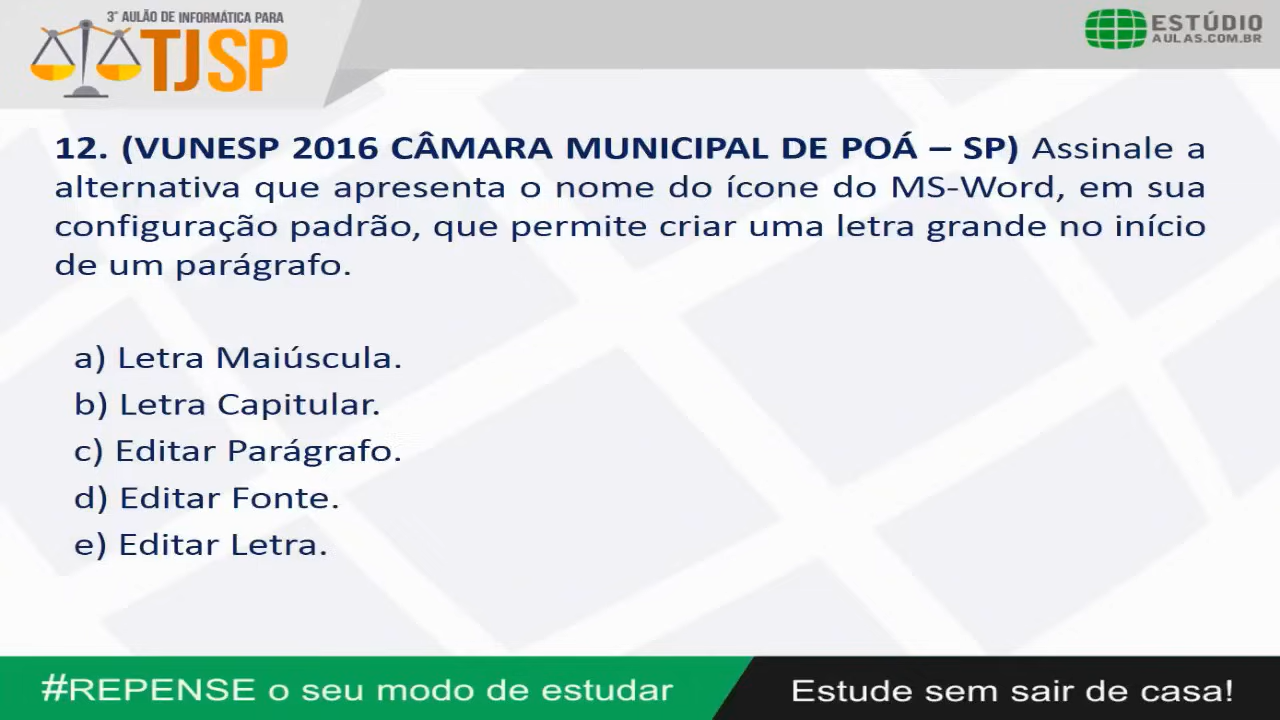 3º AULÃO DE INFORMÁTICA PARA
TJSP
ESTÚDIO
AULAS.COM.BR
12. (VUNESP 2016 CÂMARA MUNICIPAL DE POÁ – SP) Assinale a
alternativa que apresenta o nome do ícone do MS-Word, em sua
configuração padrão, que permite criar uma letra grande no início
de um parágrafo.
a) Letra Maiúscula.
b) Letra Capitular.
c) Editar Parágrafo.
d) Editar Fonte.
e) Editar Letra.
#REPENSE o seu modo de estudar
Estude sem sair de casa!